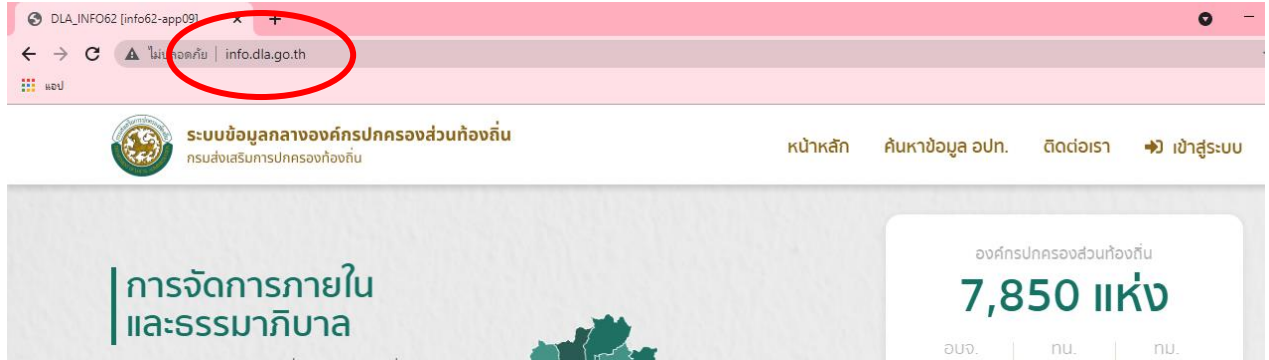 DLA_INFO62 [info62-app09]
ไม่ปลอดภัย | info.dla.go.th
แอป
ระบบข้อมูลกลางองค์กรปกครองส่วนท้องถิ่น
กรมส่งเสริมการปกครองท้องถิ่น
หน้าหลัก ค้นหาข้อมูล อปท. ติดต่อเรา เข้าสู่ระบบ
องค์กรปกครองส่วนท้องถิ่น
7,850 แห่ง
อบจ. ทน. ทม.
การจัดการภายใน
และธรรมาภิบาล